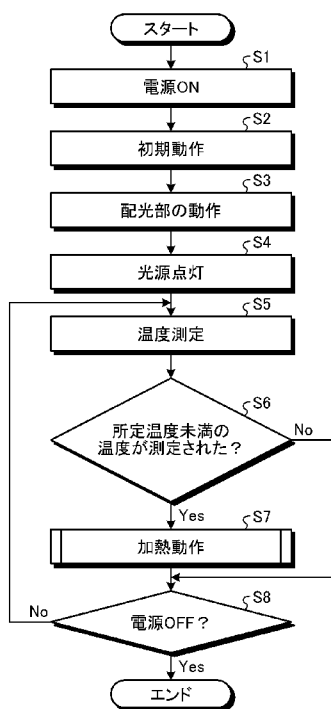 スタート
S1
電源ON
S2
初期動作
S3
配光部の動作
S4
光源点灯
S5
温度測定
S6
所定温度未満の
温度が測定された？
No
Yes
S7
加熱動作
S8
電源OFF？
No
Yes
エンド